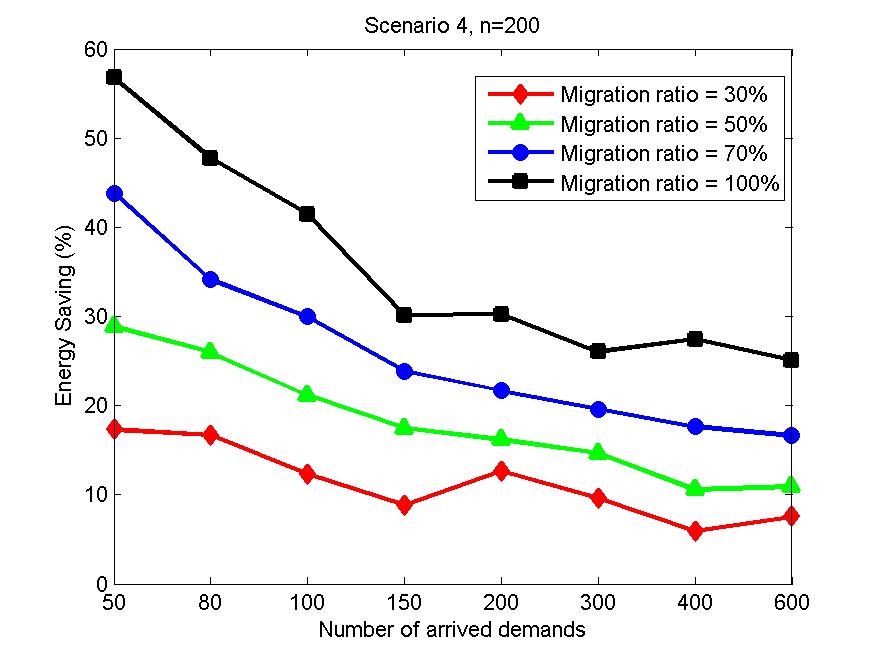 Scenario 4, n=200
60
50
40
30
20
10
0
Energy Saving (%)
Migration ratio = 30%
Migration ratio = 50%
Migration ratio = 70%
Migration ratio = 100%
50 80 100 150 200 300 400 600
Number of arrived demands